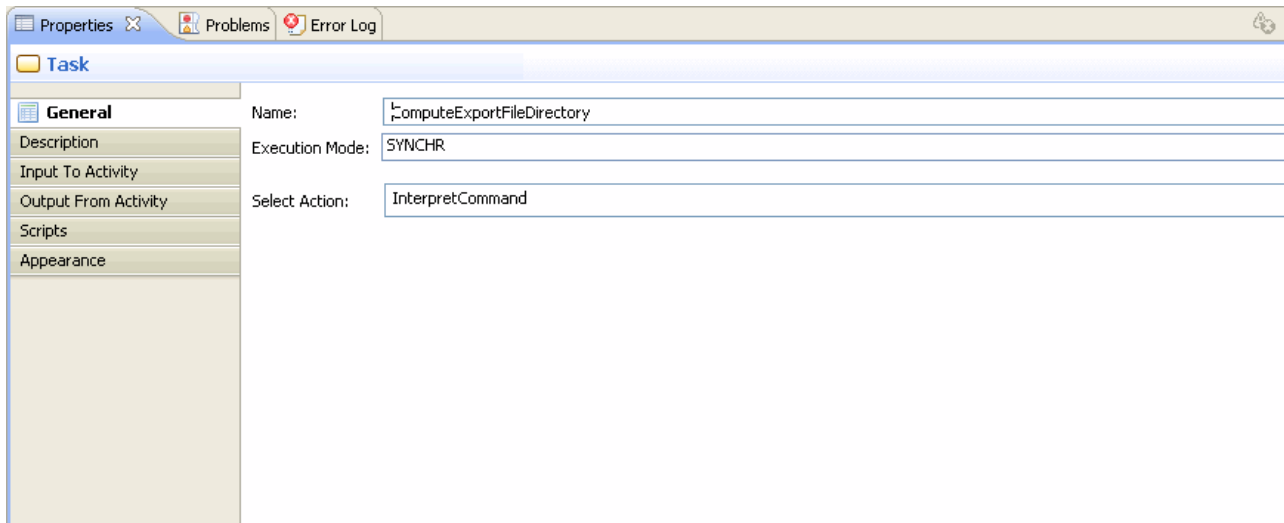 Properties Problems Error Log
Task
General
Name: ComputeExportFileDirectory
Description
Execution Mode: SYNCHR
Input To Activity
Output From Activity
Select Action: InterpretCommand
Scripts
Appearance